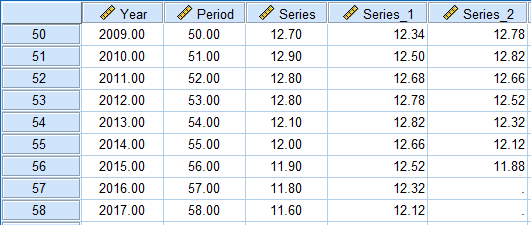 Year Period Series Series_1 Series_2
50 2009.00 50.00 12.70 12.34 12.78
51 2010.00 51.00 12.90 12.50 12.82
52 2011.00 52.00 12.80 12.68 12.66
53 2012.00 53.00 12.80 12.78 12.52
54 2013.00 54.00 12.10 12.82 12.32
55 2014.00 55.00 12.00 12.66 12.12
56 2015.00 56.00 11.90 12.52 11.88
57 2016.00 57.00 11.80 12.32 .
58 2017.00 58.00 11.60 12.12 .